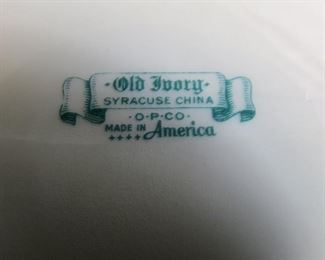 ·Old Ivory·
SYRACUSE CHINA
·O·P·CO·
MADE IN America